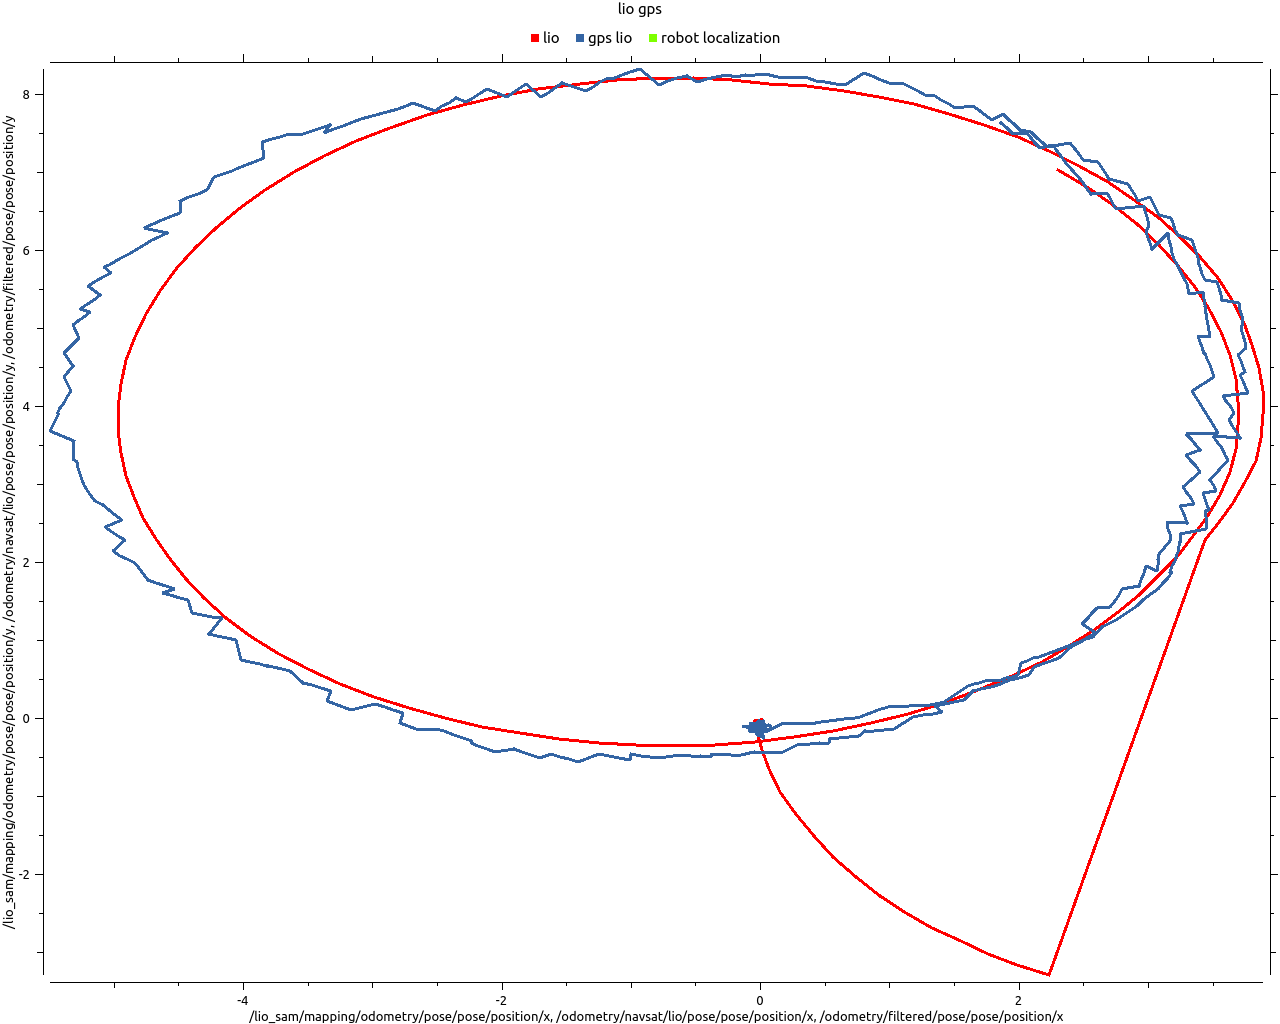 lio gps
lio gps lio robot localization
/lio_sam/mapping/odometry/pose/pose/position/y, /odometry/navsat/lio/pose/pose/position/y, /odometry/filtered/pose/pose/position/y
8
6
4
2
0
-2
-4 -2 0 2
/lio_sam/mapping/odometry/pose/pose/position/x, /odometry/navsat/lio/pose/pose/position/x, /odometry/filtered/pose/pose/position/x